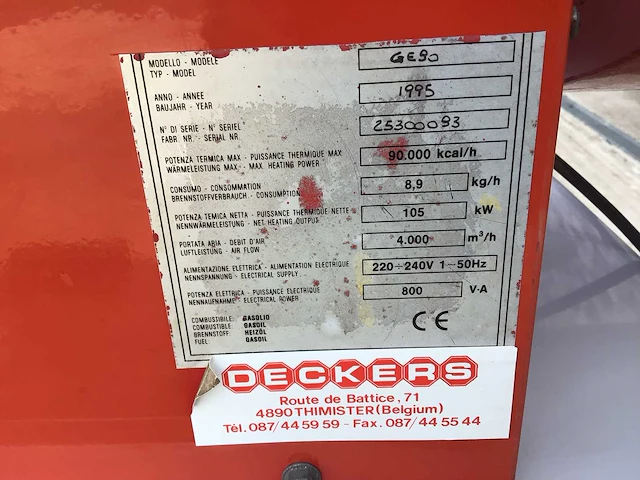 MODELLO - MODELE
TYP - MODEL
GE90
ANNO - ANNEE
BAUJAHR - YEAR
1995
N° DI SERIE - N° SERIEL
FABR. NR. - SERIAL NR.
25300093
POTENZA TERMICA MAX - PUISSANCE THERMIQUE MAX
WÄRMELEISTUNG MAX - MAX. HEATING POWER
90.000 kcal/h
CONSUMO - CONSOMMATION
BRENNSTOFFVERBRAUCH - CONSUMPTION
8,9 kg/h
POTENZA TEMICA NETTA - PUISSANCE THERMIQUE NETTE
NENNWÄRMELEISTUNG - NET. HEATING OUTPUT
105 kW
PORTATA ARIA - DEBIT D'AIR
LUFTLEISTUNG - AIR FLOW
4.000 m³/h
ALIMENTAZIONE ELETTRICA - ALIMENTATION ELECTRIQUE
NENNSPANNUNG - ELECTRICAL SUPPLY
220÷240V 1~50Hz
POTENZA ELETTRICA - PUISSANCE ELECTRIQUE
NENNAUFNAHME - ELECTRICAL POWER
800 V·A
COMBUSTIBILE: GASOLIO
COMBUSTIBLE: GASOIL
BRENNSTOFF: HEIZÖL
FUEL: GASOIL
CE
DECKERS
Route de Battice, 71
4890 THIMISTER (Belgium)
Tèl. 087/44 59 59 - Fax. 087/44 55 44